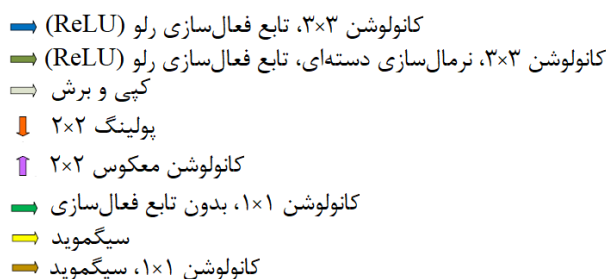 کانولوشن ۳×۳، تابع فعال‌سازی رلو (ReLU)
کانولوشن ۳×۳، نرمال‌سازی دسته‌ای، تابع فعال‌سازی رلو (ReLU)
کپی و برش
پولینگ ۲×۲
کانولوشن معکوس ۲×۲
کانولوشن ۱×۱، بدون تابع فعال‌سازی
سیگموید
کانولوشن ۱×۱، سیگموید